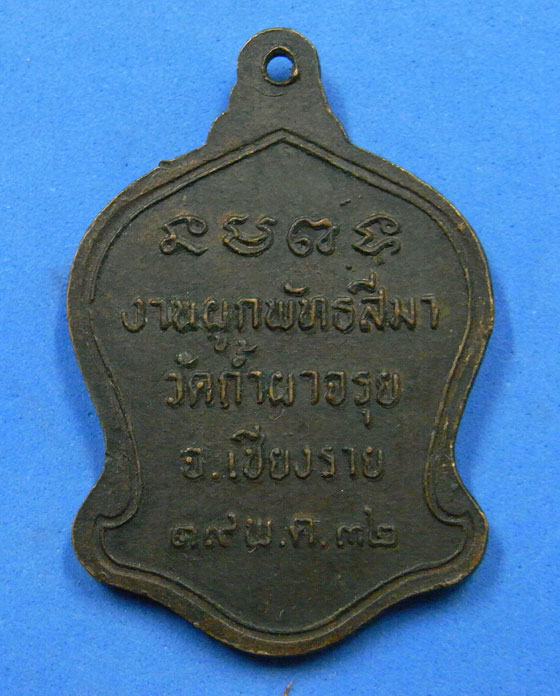 งานผูกพัทธสีมา
วัดถ้ำผาจรุย
จ.เชียงราย
๑๙ พ.ค.๓๒